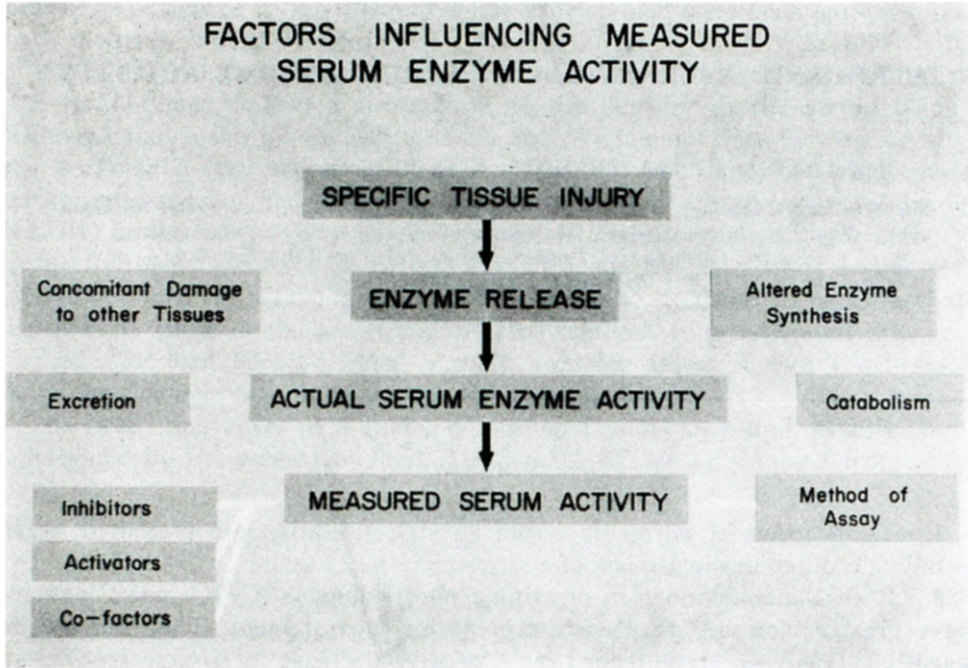 FACTORS INFLUENCING MEASURED
SERUM ENZYME ACTIVITY
SPECIFIC TISSUE INJURY
Concomitant Damage
to other Tissues
ENZYME RELEASE
Altered Enzyme
Synthesis
Excretion
ACTUAL SERUM ENZYME ACTIVITY
Catabolism
Inhibitors
MEASURED SERUM ACTIVITY
Method of
Assay
Activators
Co-factors